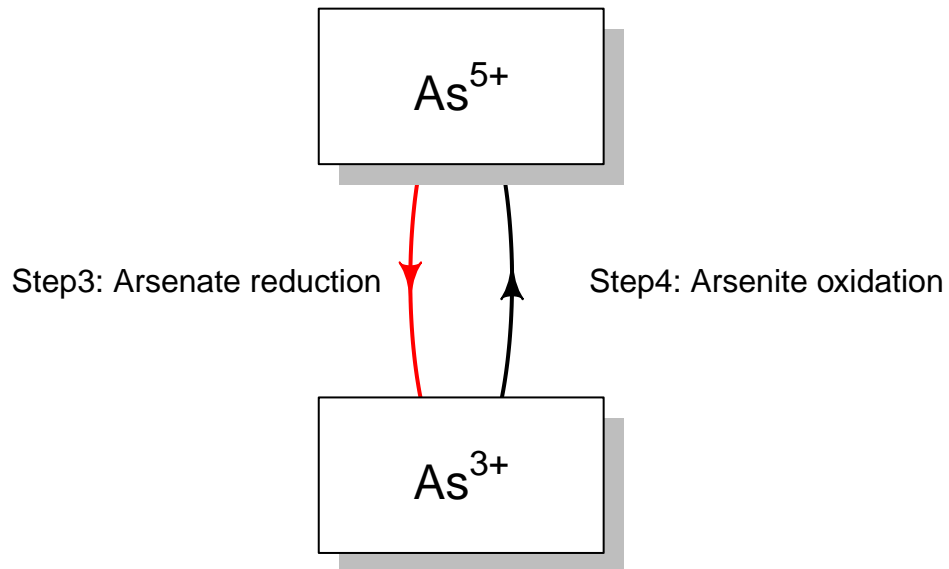 As5+
Step3: Arsenate reduction
Step4: Arsenite oxidation
As3+